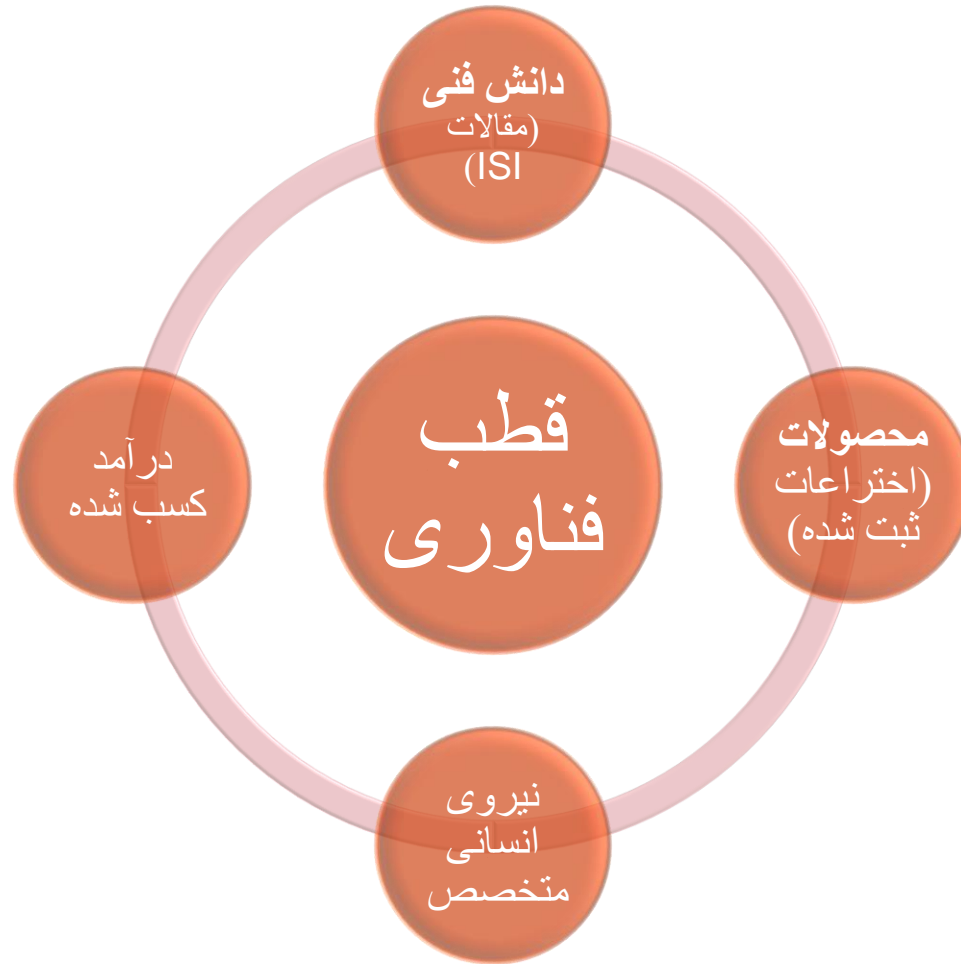 دانش فنی
(مقالات
ISI)
قطب
فناوری
محصولات
(اختراعات
ثبت شده)
نیروی
انسانی
متخصص
درآمد
کسب شده